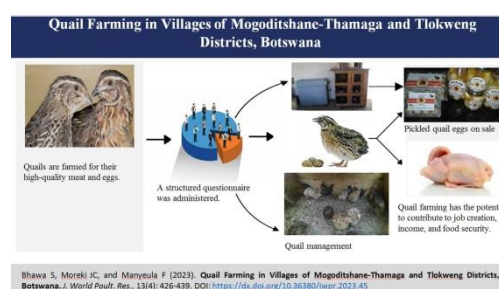 Quail Farming in Villages of Mogoditshane-Thamaga and Tlokweng
Districts, Botswana
Quails are farmed for their
high-quality meat and eggs.
A structured questionnaire
was administered.
Quail management
Pickled quail eggs on sale
Quail farming has the potent
to contribute to job creation,
income, and food security.
Bhawa S, Moreki JC, and Manyeula F (2023). Quail Farming in Villages of Mogoditshane-Thamaga and Tlokweng Districts,
Botswana. J. World Poult. Res., 13(4): 426-439. DOI: https://dx.doi.org/10.36380/jwpr.2023.45